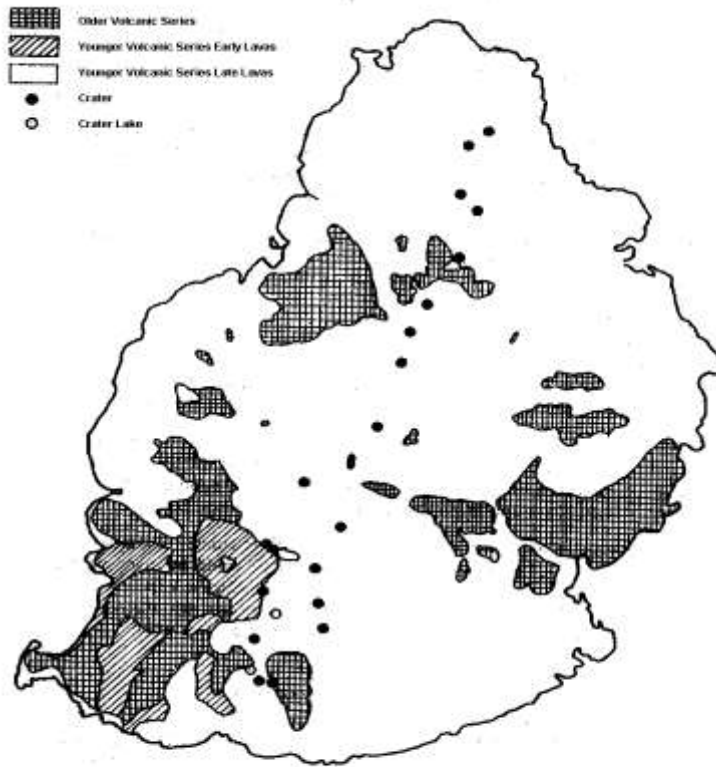 Older Volcanic Series
Younger Volcanic Series Early Lavas
Younger Volcanic Series Late Lavas
Crater
Crater Lake